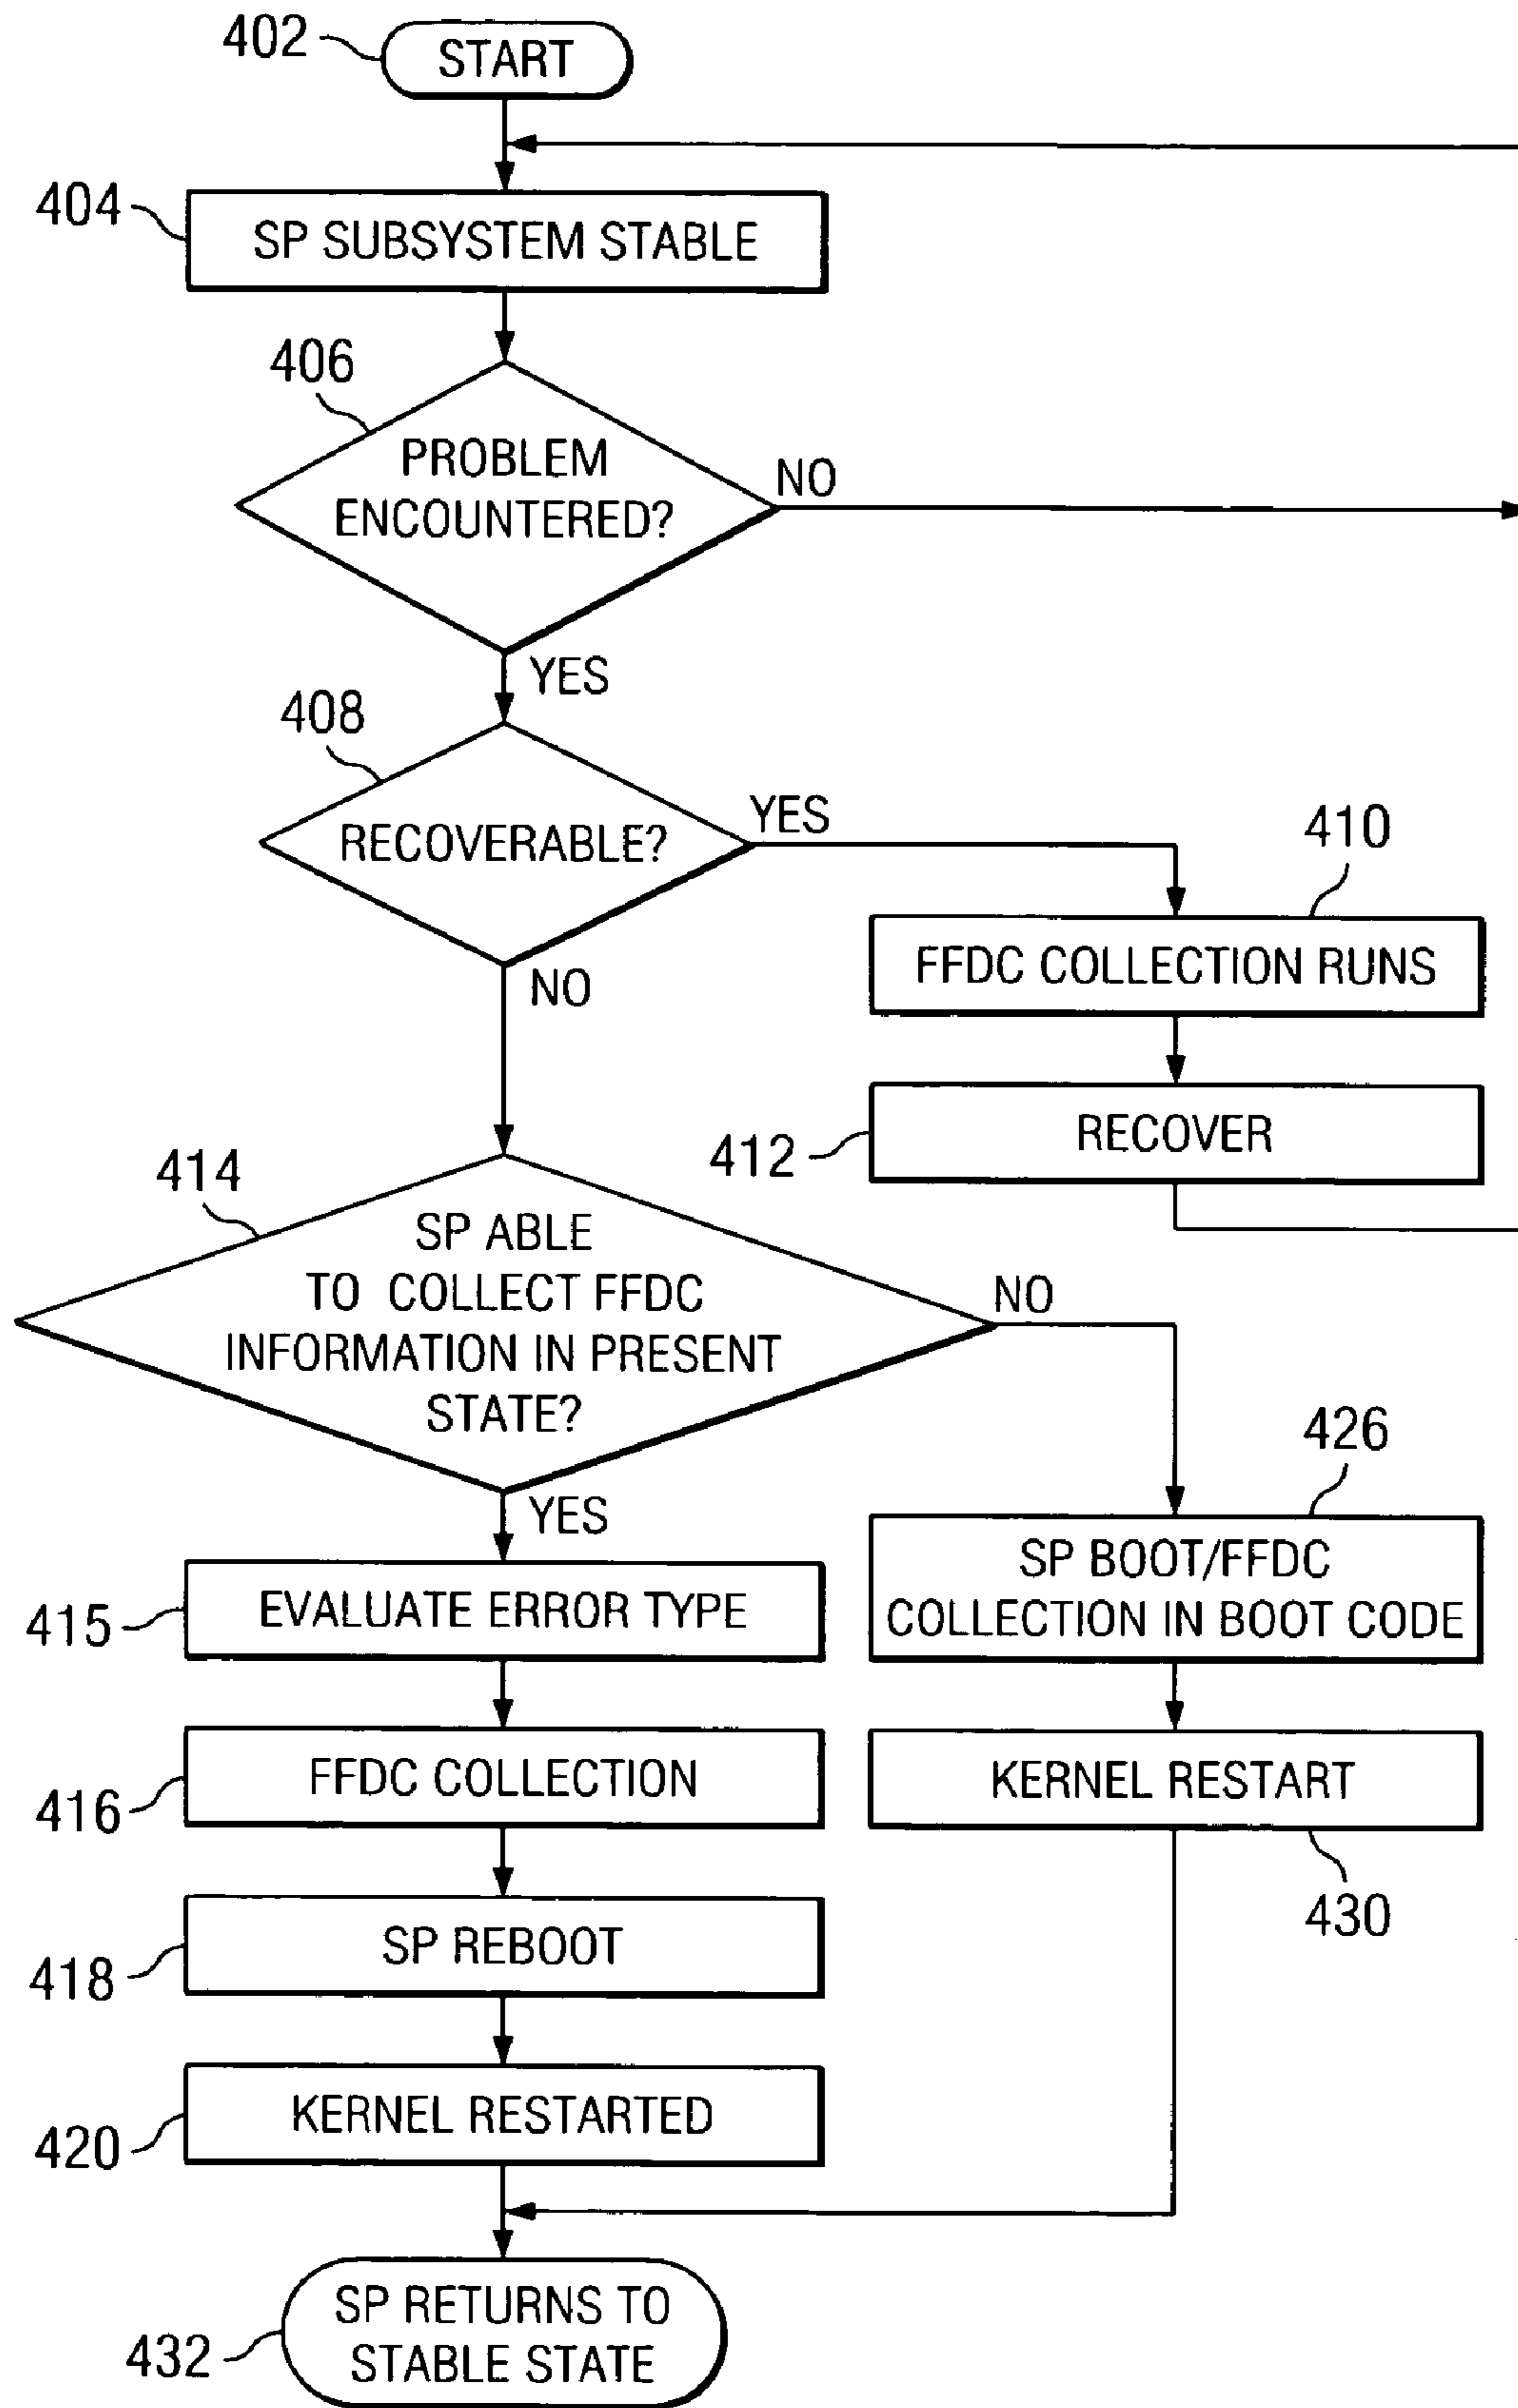 402
START
404
SP SUBSYSTEM STABLE
406
PROBLEM
ENCOUNTERED?
NO
YES
408
RECOVERABLE?
YES
NO
410
FFDC COLLECTION RUNS
412
RECOVER
414
SP ABLE
TO COLLECT FFDC
INFORMATION IN PRESENT
STATE?
NO
YES
426
SP BOOT/FFDC
COLLECTION IN BOOT CODE
415
EVALUATE ERROR TYPE
416
FFDC COLLECTION
KERNEL RESTART
430
418
SP REBOOT
420
KERNEL RESTARTED
432
SP RETURNS TO
STABLE STATE